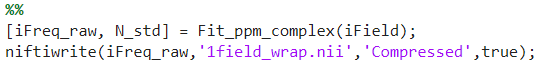 %%
[iFreq_raw, N_std] = Fit_ppm_complex(iField);
niftiwrite(iFreq_raw,'1field_wrap.nii','Compressed',true);